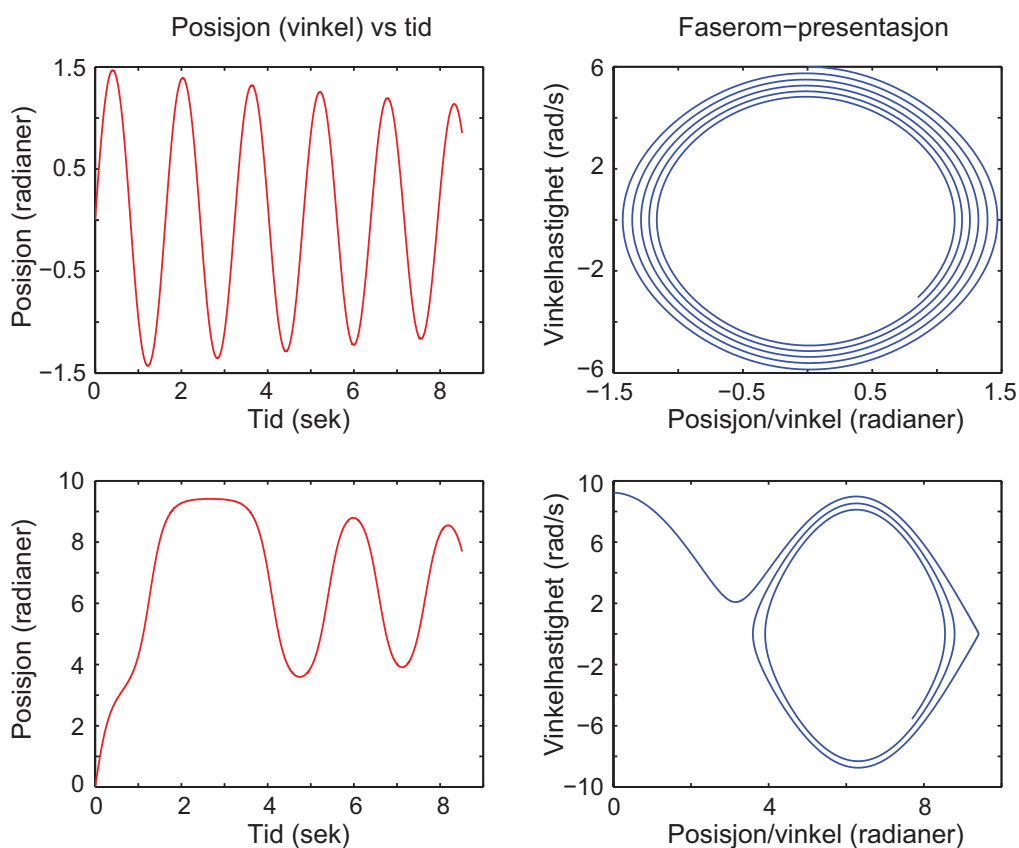 Posisjon (vinkel) vs tid
Posisjon (radianer)
1.5
0.5
−0.5
−1.5
0 2 4 6 8
Tid (sek)
Faserom−presentasjon
Vinkelhastighet (rad/s)
6
2
−2
−6
−1.5 −0.5 0.5 1.5
Posisjon/vinkel (radianer)
Posisjon (radianer)
10
8
6
4
2
0
0 2 4 6 8
Tid (sek)
Vinkelhastighet (rad/s)
10
6
2
−2
−6
−10
0 4 8
Posisjon/vinkel (radianer)